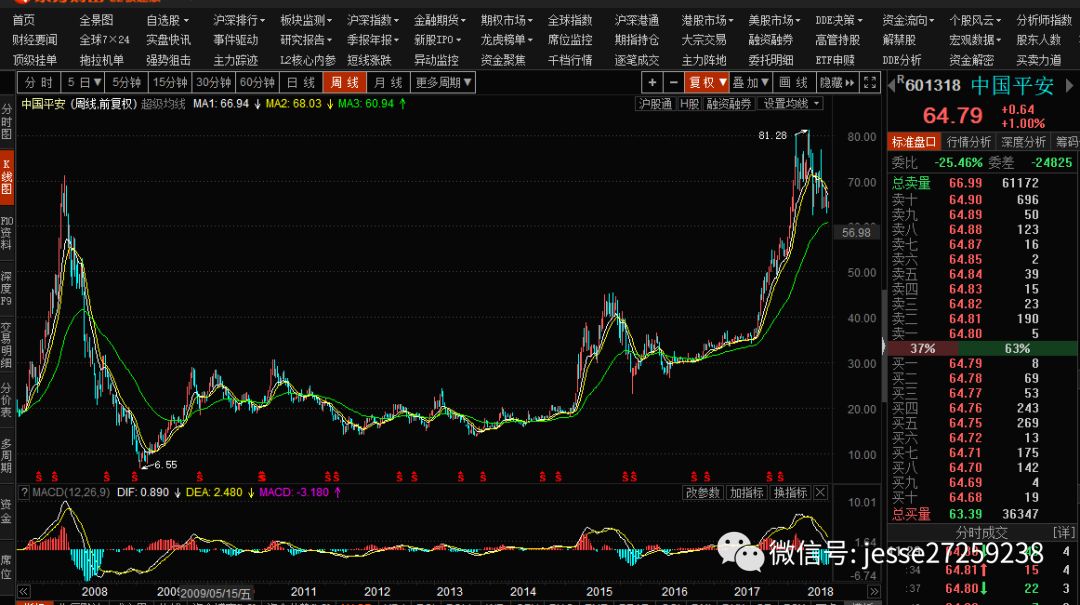 首页 全景图 自选股 沪深排行 板块监测 沪深指数 金融期货 期权市场 全球指数 沪深港通 港股市场 美股市场 DDE决策 资金流向 个股风云 分析师指数
财经要闻 全球7×24 实盘快讯 事件驱动 研究报告 季报年报 新股IPO 龙虎榜单 席位监控 期指持仓 大宗交易 融资融券 高管持股 解禁股 宏观数据 股东人数
顶级挂单 拖拉机单 强势狙击 主力踪迹 L2核心内参 短线涨跌 异动监控 资金聚焦 千档行情 逐笔成交 主力阵地 委托明细 ETF申赎 DDE分析 资金解密 买卖力道
分时 5日 5分钟 15分钟 30分钟 60分钟 日线 周线 月线 更多周期 + − 复权 叠加 画线 隐藏
R 601318 中国平安
中国平安 (周线,前复权) 超级均线 MA1: 66.94 ↓ MA2: 68.03 ↓ MA3: 60.94 ↑
沪股通 H股 融资融券 设置均线
64.79 +0.64
+1.00%
标准盘口 行情分析 深度分析 筹码
委比 -25.46% 委差 -24825
总卖量 66.99 61172
卖十 64.90 696
卖九 64.89 50
卖八 64.88 123
卖七 64.87 16
卖六 64.85 2
卖五 64.84 39
卖四 64.83 15
卖三 64.82 23
卖二 64.81 190
卖一 64.80 5
37% 63%
买一 64.79 8
买二 64.78 69
买三 64.77 53
买四 64.76 243
买五 64.75 269
买六 64.72 13
买七 64.71 175
买八 64.70 142
买九 64.69 4
买十 64.68 19
总买量 63.39 36347
分时成交 [详]
4
:34 64.81↑ 15 4
:37 64.80↓ 22 3
分时图
K线图
F10资料
深度F9
交易明细
分价表
多周期
资金
席位
81.28
6.55
80.00
70.00
56.98
50.00
40.00
30.00
20.00
10.00
? MACD(12,26,9) DIF: 0.890 ↓ DEA: 2.480 ↓ MACD: -3.180 ↑
改参数 加指标 换指标
10.01
-6.74
2008 2009/05/15/五 2011 2012 2013 2014 2015 2016 2017 2018
微信号: jesse27259238